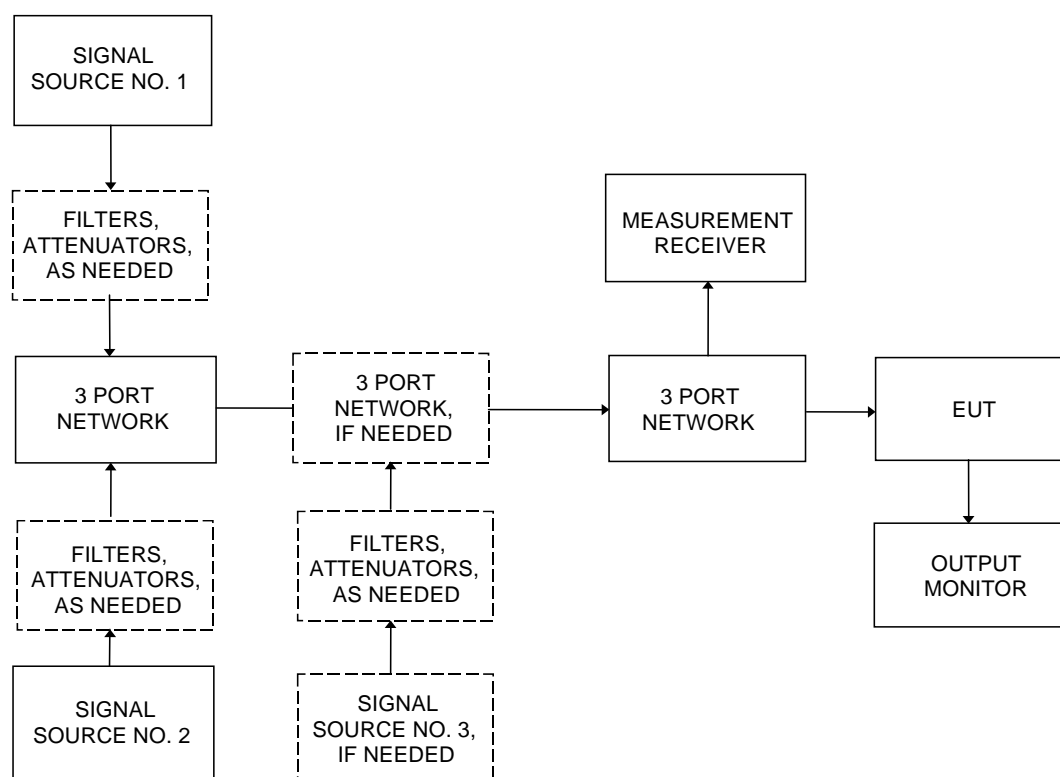 SIGNAL
SOURCE NO. 1
FILTERS,
ATTENUATORS,
AS NEEDED
MEASUREMENT
RECEIVER
3 PORT
NETWORK
3 PORT
NETWORK,
IF NEEDED
3 PORT
NETWORK
EUT
FILTERS,
ATTENUATORS,
AS NEEDED
FILTERS,
ATTENUATORS,
AS NEEDED
OUTPUT
MONITOR
SIGNAL
SOURCE NO. 2
SIGNAL
SOURCE NO. 3,
IF NEEDED